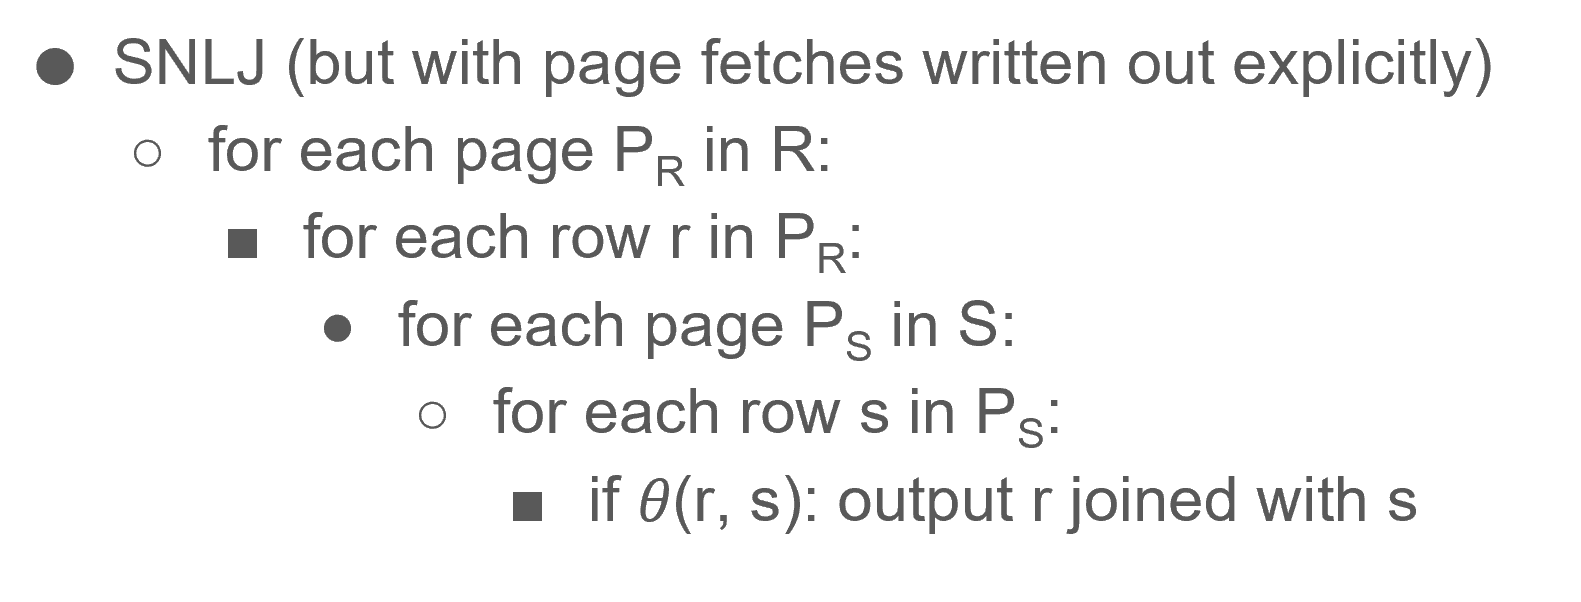 ● SNLJ (but with page fetches written out explicitly)
○ for each page P_R in R:
■ for each row r in P_R:
● for each page P_S in S:
○ for each row s in P_S:
■ if θ(r, s): output r joined with s